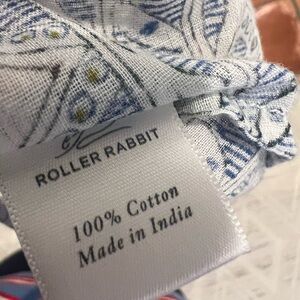 ROLLER RABBIT
100% Cotton
Made in India